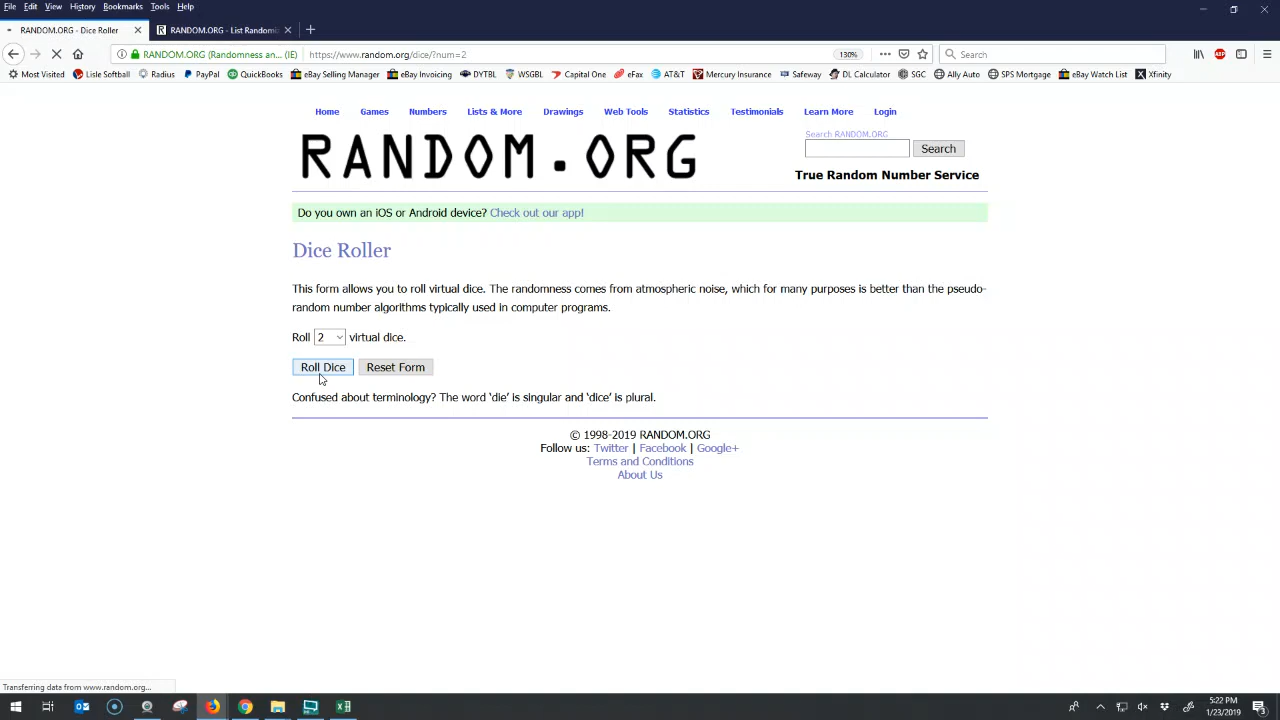 File Edit View History Bookmarks Tools Help
RANDOM.ORG - Dice Roller
RANDOM.ORG - List Randomi
RANDOM.ORG (Randomness an... (IE)
https://www.random.org/dice/?num=2
130%
Search
Most Visited Lisle Softball Radius PayPal QuickBooks eBay Selling Manager eBay Invoicing DYTBL WSGBL Capital One eFax AT&T Mercury Insurance Safeway DL Calculator SGC Ally Auto SPS Mortgage eBay Watch List Xfinity
Home Games Numbers Lists & More Drawings Web Tools Statistics Testimonials Learn More Login
RANDOM.ORG
Search RANDOM.ORG
Search
True Random Number Service
Do you own an iOS or Android device? Check out our app!
Dice Roller
This form allows you to roll virtual dice. The randomness comes from atmospheric noise, which for many purposes is better than the pseudo-
random number algorithms typically used in computer programs.
Roll 2 virtual dice.
Roll Dice Reset Form
Confused about terminology? The word ‘die’ is singular and ‘dice’ is plural.
© 1998-2019 RANDOM.ORG
Follow us: Twitter | Facebook | Google+
Terms and Conditions
About Us
Transferring data from www.random.org...
5:22 PM
1/23/2019